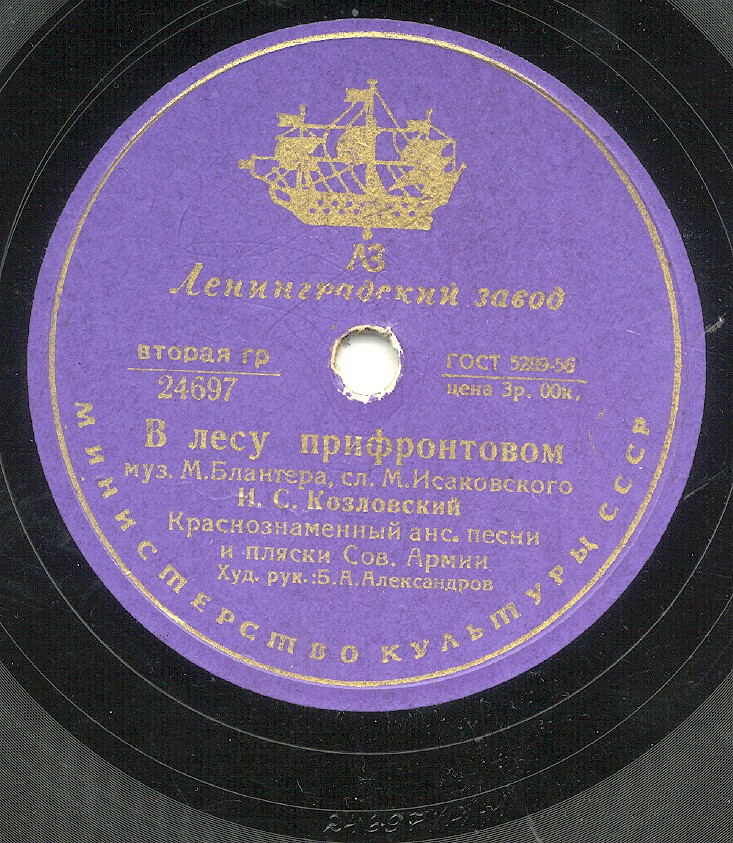 ЛЗ
Ленинградский завод
вторая гр
24697
ГОСТ 5289-56
цена 3р. 00к.
В лесу прифронтовом
муз. М.Блантера, сл. М.Исаковского
И. С. Козловский
Краснознаменный анс. песни
и пляски Сов. Армии
Худ. рук.:Б.А.Александров
МИНИСТЕРСТВО КУЛЬТУРЫ СССР